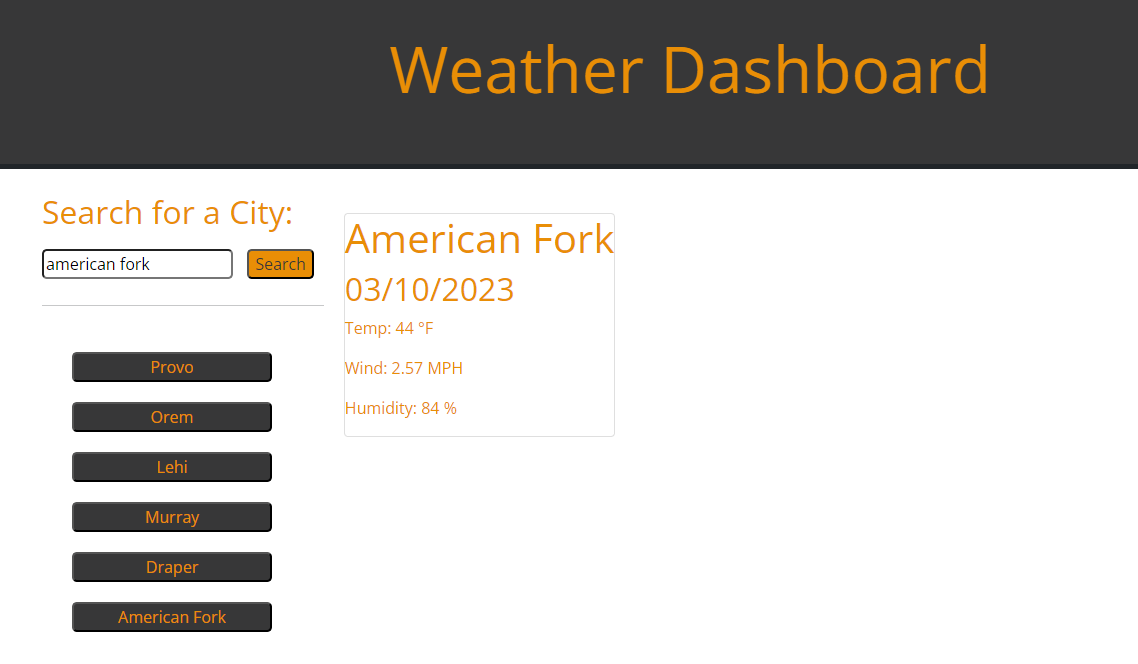 Weather Dashboard
Search for a City:
american fork
Search
Provo
Orem
Lehi
Murray
Draper
American Fork
American Fork
03/10/2023
Temp: 44 °F
Wind: 2.57 MPH
Humidity: 84 %